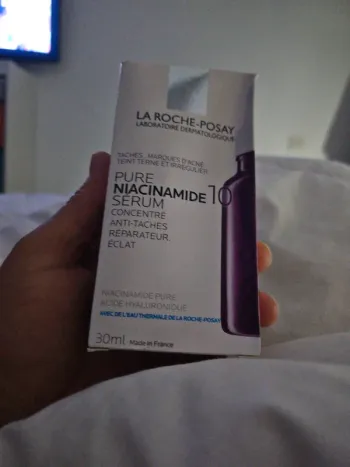 LA ROCHE-POSAY
LABORATOIRE DERMATOLOGIQUE
TACHES - MARQUES D'ACNÉ
TEINT TERNE ET IRRÉGULIER
PURE
NIACINAMIDE 10
SERUM
CONCENTRÉ
ANTI-TACHES
RÉPARATEUR,
ÉCLAT
NIACINAMIDE PURE
ACIDE HYALURONIQUE
AVEC DE L'EAU THERMALE DE LA ROCHE-POSAY
30ml Made in France